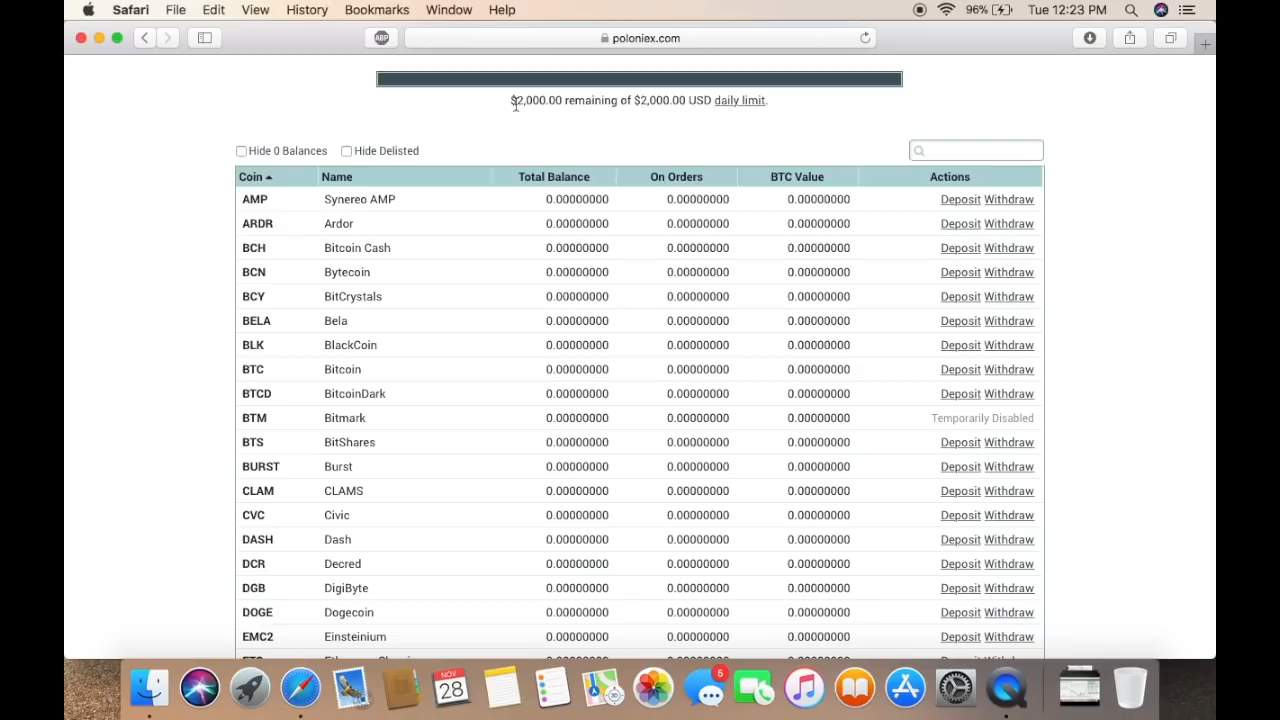 Safari File Edit View History Bookmarks Window Help 96% Tue 12:23 PM
ABP poloniex.com
$2,000.00 remaining of $2,000.00 USD daily limit.
Hide 0 Balances Hide Delisted
Coin Name Total Balance On Orders BTC Value Actions
AMP Synereo AMP 0.00000000 0.00000000 0.00000000 Deposit Withdraw
ARDR Ardor 0.00000000 0.00000000 0.00000000 Deposit Withdraw
BCH Bitcoin Cash 0.00000000 0.00000000 0.00000000 Deposit Withdraw
BCN Bytecoin 0.00000000 0.00000000 0.00000000 Deposit Withdraw
BCY BitCrystals 0.00000000 0.00000000 0.00000000 Deposit Withdraw
BELA Bela 0.00000000 0.00000000 0.00000000 Deposit Withdraw
BLK BlackCoin 0.00000000 0.00000000 0.00000000 Deposit Withdraw
BTC Bitcoin 0.00000000 0.00000000 0.00000000 Deposit Withdraw
BTCD BitcoinDark 0.00000000 0.00000000 0.00000000 Deposit Withdraw
BTM Bitmark 0.00000000 0.00000000 0.00000000 Temporarily Disabled
BTS BitShares 0.00000000 0.00000000 0.00000000 Deposit Withdraw
BURST Burst 0.00000000 0.00000000 0.00000000 Deposit Withdraw
CLAM CLAMS 0.00000000 0.00000000 0.00000000 Deposit Withdraw
CVC Civic 0.00000000 0.00000000 0.00000000 Deposit Withdraw
DASH Dash 0.00000000 0.00000000 0.00000000 Deposit Withdraw
DCR Decred 0.00000000 0.00000000 0.00000000 Deposit Withdraw
DGB DigiByte 0.00000000 0.00000000 0.00000000 Deposit Withdraw
DOGE Dogecoin 0.00000000 0.00000000 0.00000000 Deposit Withdraw
EMC2 Einsteinium 0.00000000 0.00000000 0.00000000 Deposit Withdraw
NOV 5
28